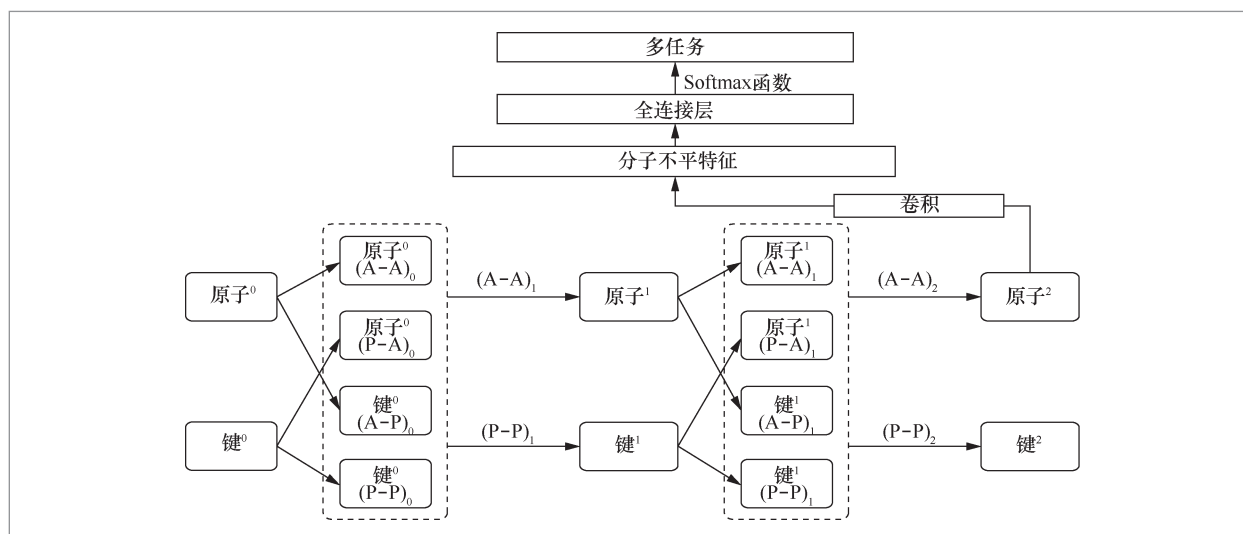 多任务
Softmax函数
全连接层
分子不平特征
卷积
原子⁰
(A-A)₀
原子⁰
(P-A)₀
键⁰
(A-P)₀
键⁰
(P-P)₀
原子⁰
键⁰
(A-A)₁
(P-P)₁
原子¹
键¹
原子¹
(A-A)₁
原子¹
(P-A)₁
键¹
(A-P)₁
键¹
(P-P)₁
(A-A)₂
(P-P)₂
原子²
键²